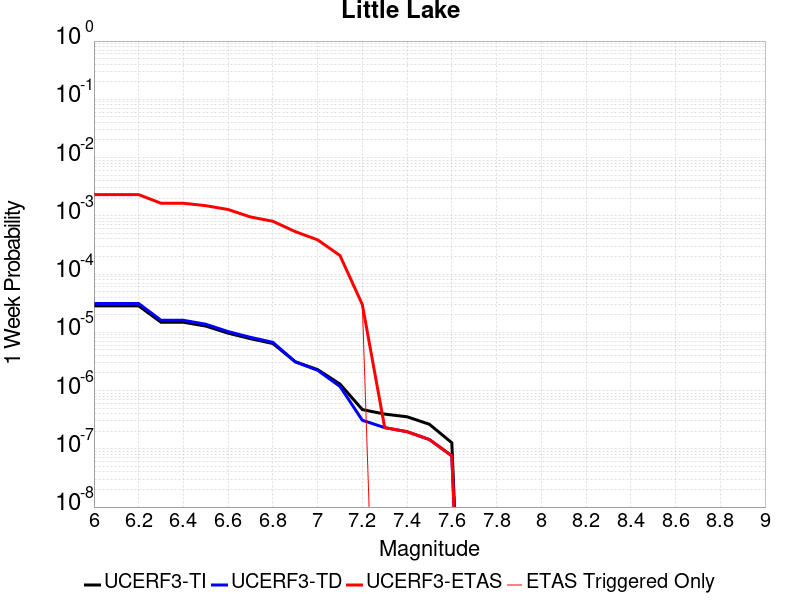 Little Lake
10^0
10^-1
10^-2
10^-3
10^-4
10^-5
10^-6
10^-7
10^-8
1 Week Probability
6 6.2 6.4 6.6 6.8 7 7.2 7.4 7.6 7.8 8 8.2 8.4 8.6 8.8 9
Magnitude
UCERF3-TI UCERF3-TD UCERF3-ETAS ETAS Triggered Only